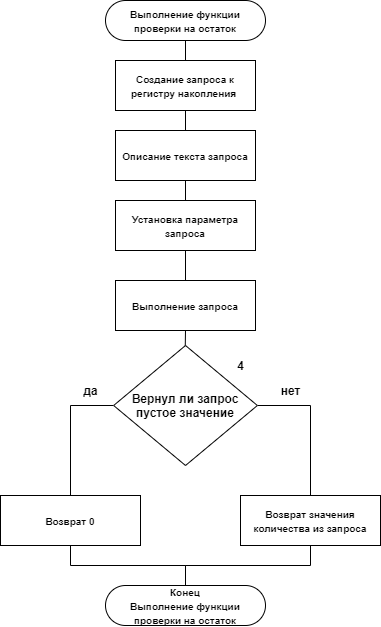 Выполнение функции
проверки на остаток
Создание запроса к
регистру накопления
Описание текста запроса
Установка параметра
запроса
Выполнение запроса
4
да
Вернул ли запрос
пустое значение
нет
Возврат 0
Возврат значения
количества из запроса
Конец
Выполнение функции
проверки на остаток